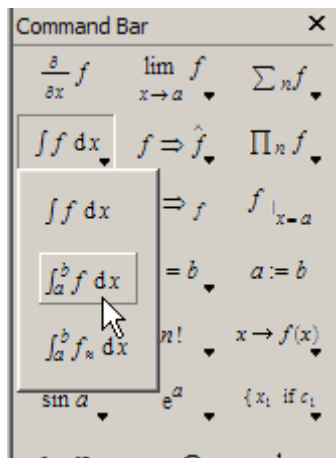 Command Bar ×
∂/∂x f lim x→a f ∑ₙ f
∫ f dx f ⇒ f̂ ∏ₙ f
∫ f dx ⇒ f f |ₓ₌ₐ
∫ₐᵇ f dx = b a := b
∫ₐᵇ f≈ dx n! x → f(x)
sin a eᵃ {x₁ if c₁